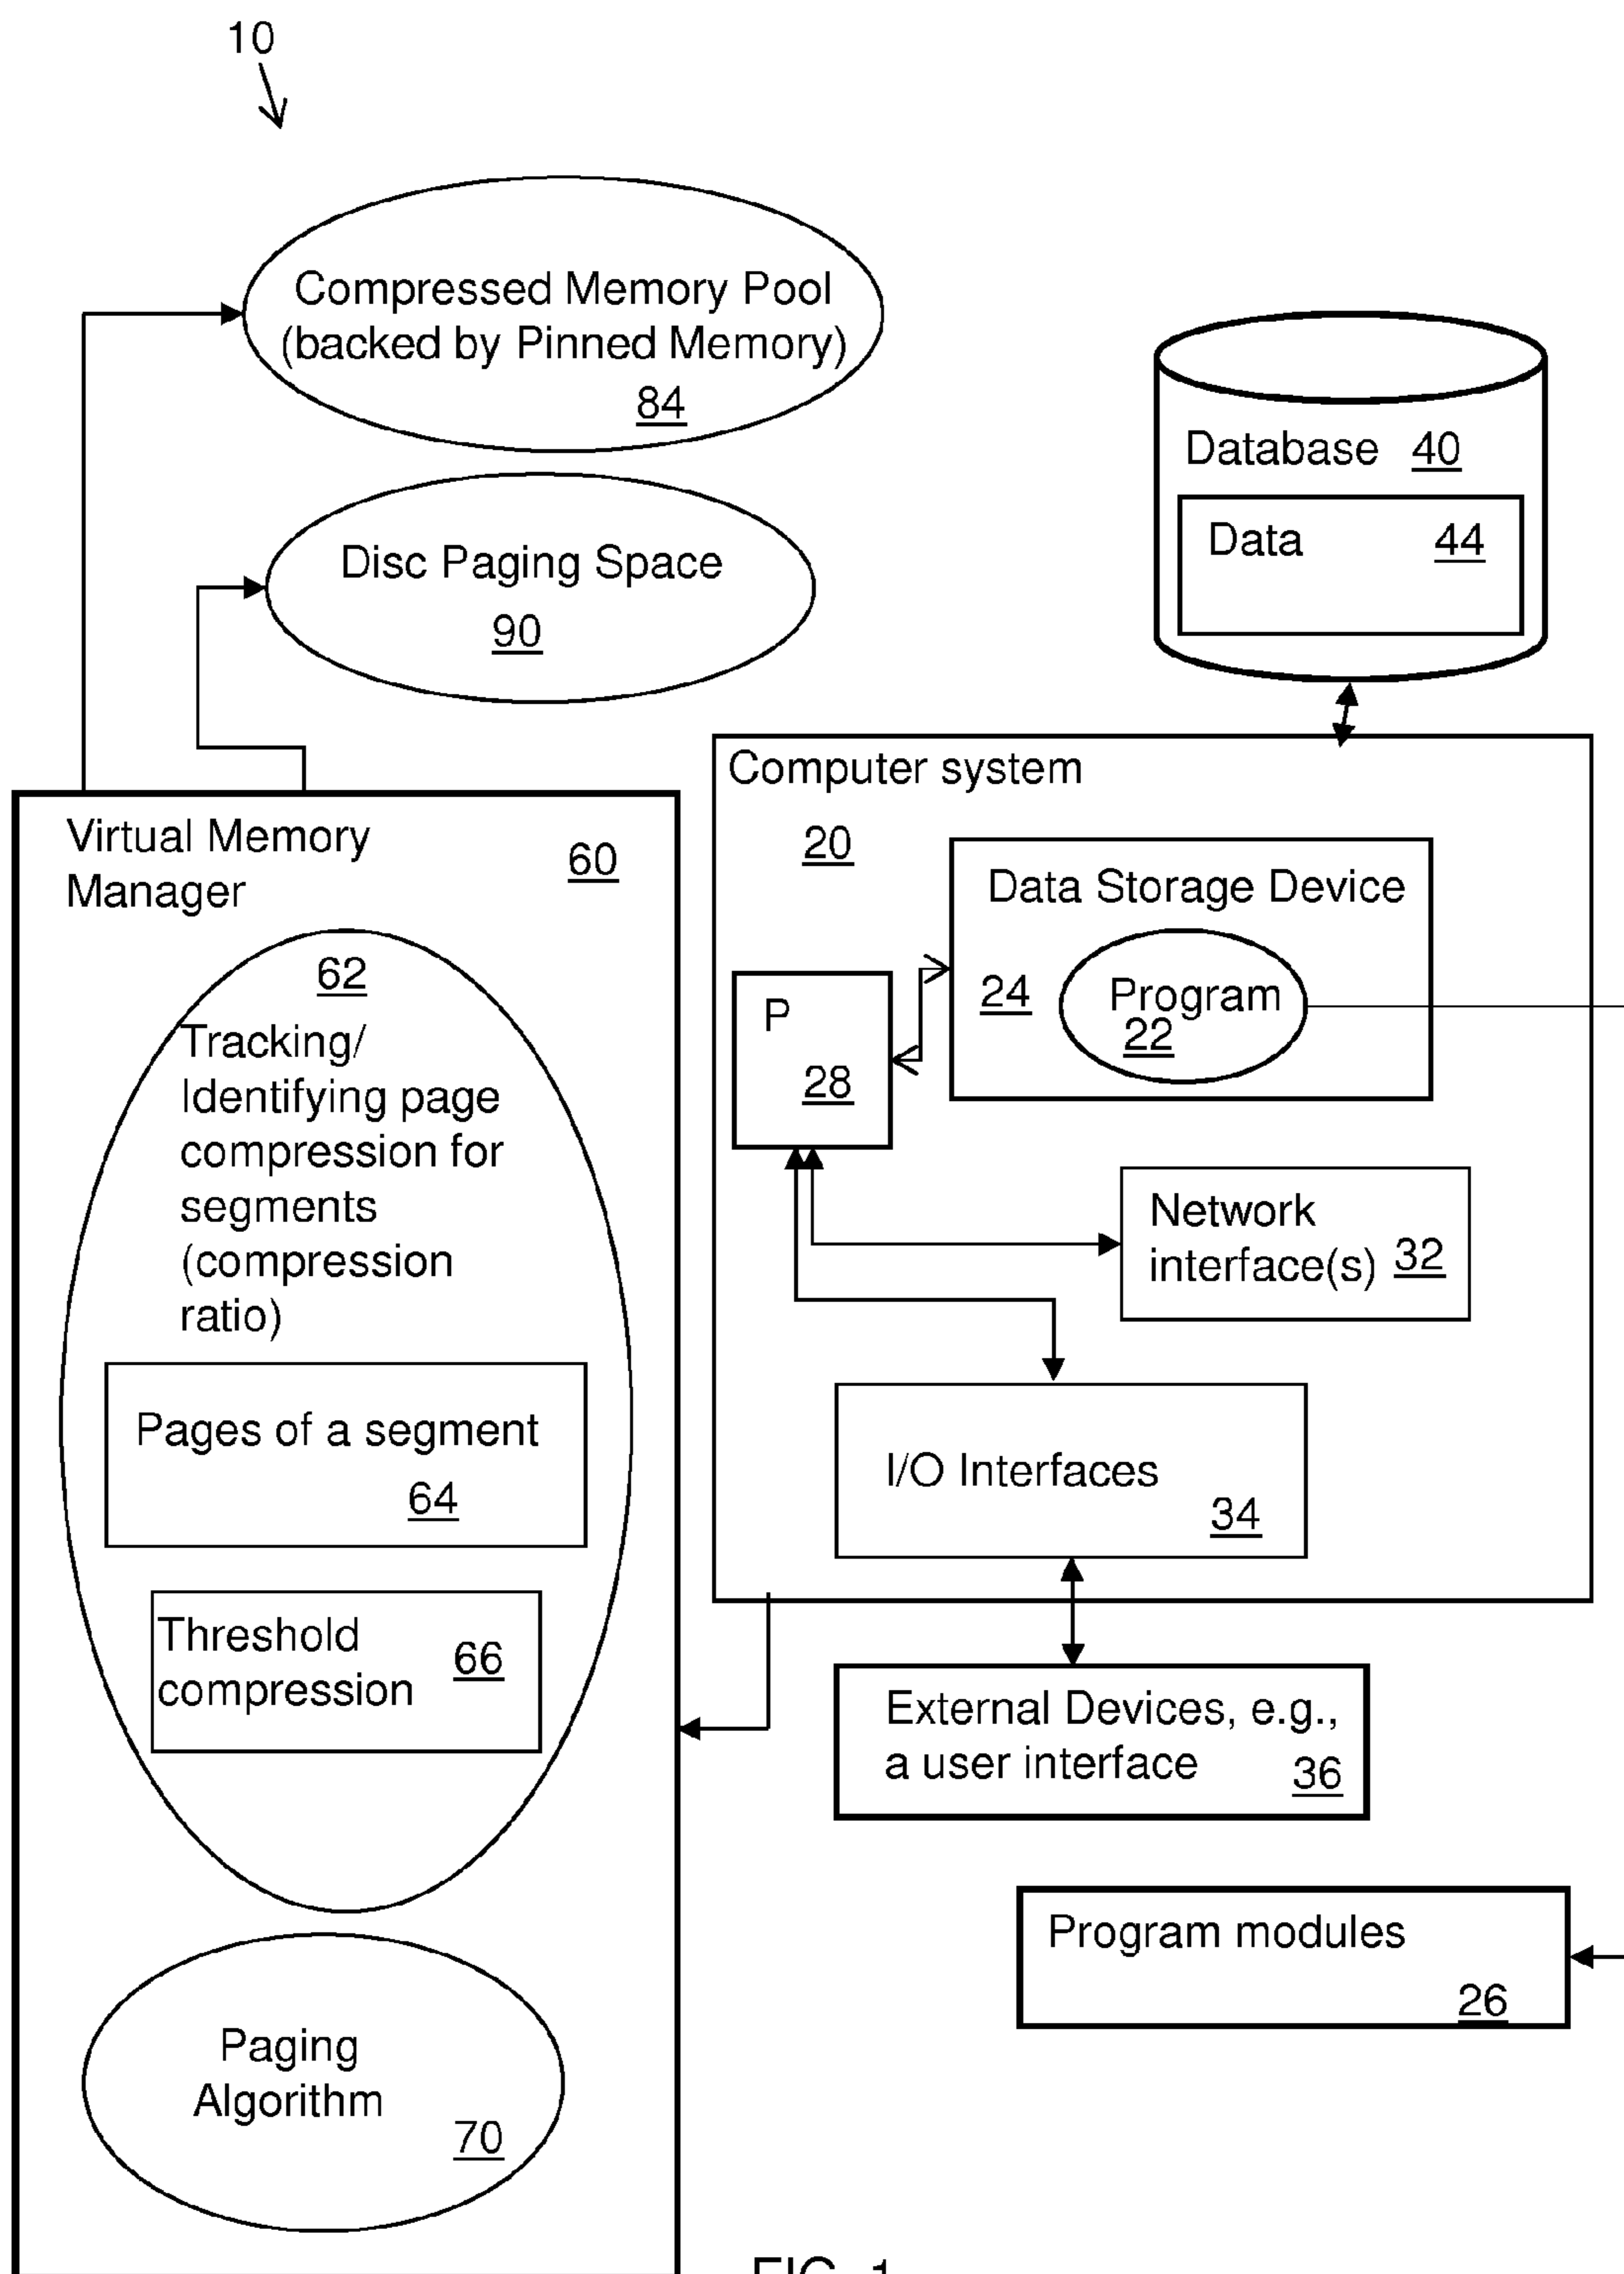 10
Compressed Memory Pool
(backed by Pinned Memory)
84
Disc Paging Space
90
Database 40
Data 44
Virtual Memory
Manager
60
62
Tracking/
Identifying page
compression for
segments
(compression
ratio)
Pages of a segment
64
Threshold
compression
66
Paging
Algorithm
70
Computer system
20
Data Storage Device
24
Program
22
P
28
Network
interface(s) 32
I/O Interfaces
34
External Devices, e.g.,
a user interface
36
Program modules
26
FIG. 1